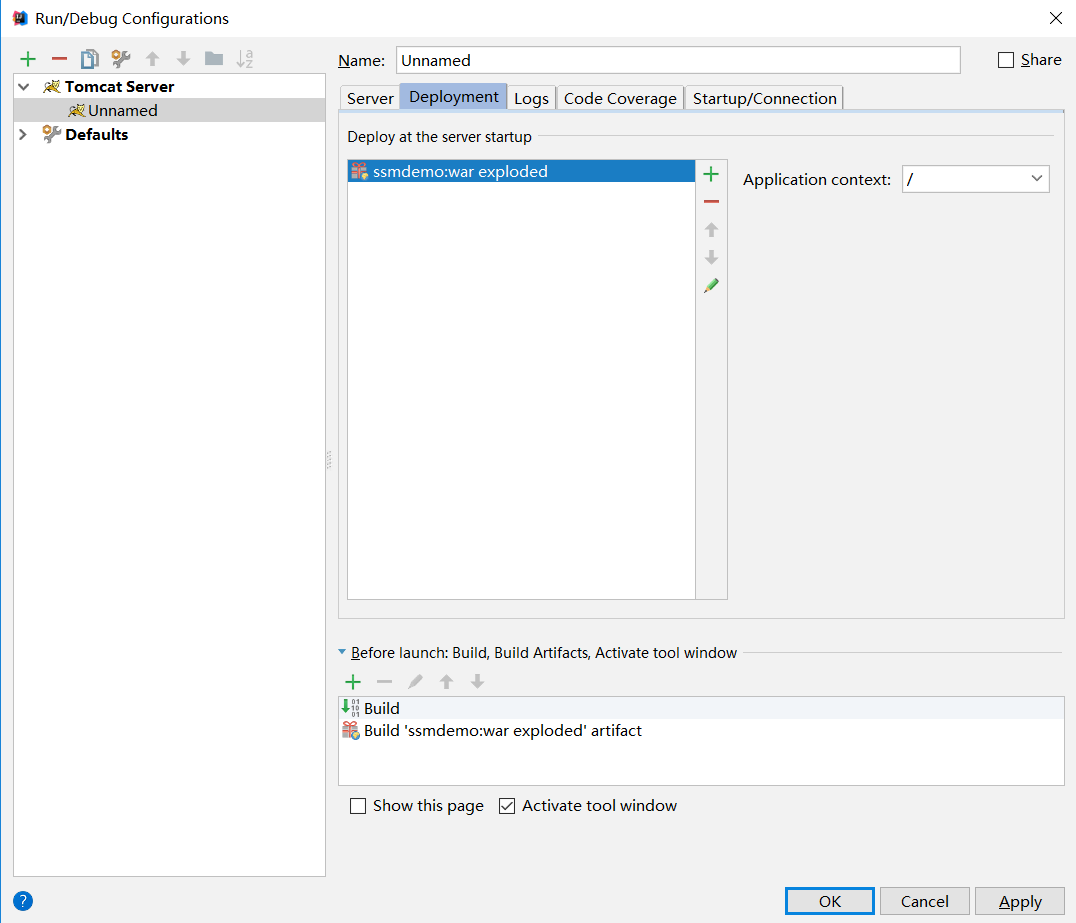 Run/Debug Configurations
Name: Unnamed
Share
Tomcat Server
Unnamed
Defaults
Server Deployment Logs Code Coverage Startup/Connection
Deploy at the server startup
ssmdemo:war exploded
Application context: /
Before launch: Build, Build Artifacts, Activate tool window
Build
Build 'ssmdemo:war exploded' artifact
Show this page Activate tool window
? OK Cancel Apply